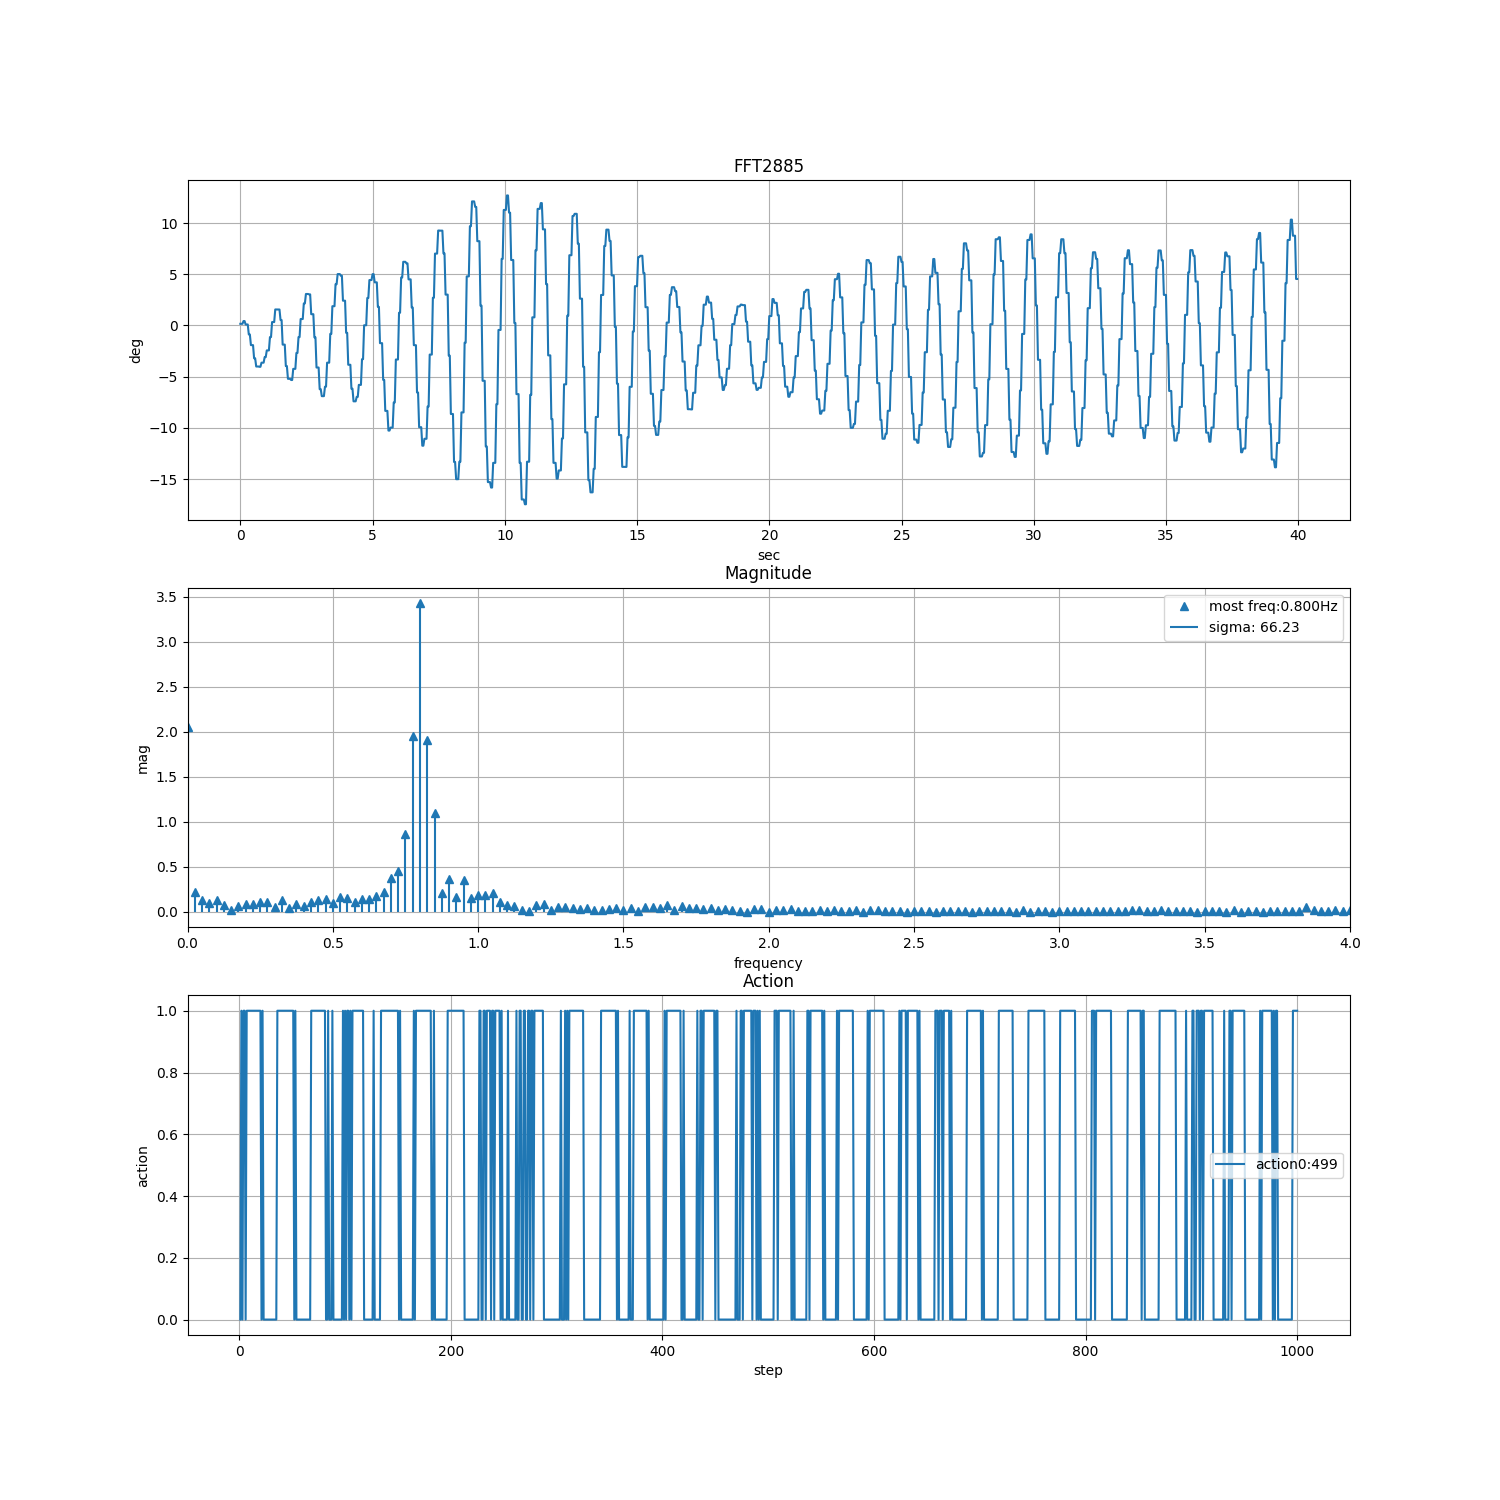 FFT2885
10
5
0
−5
−10
−15
deg
0 5 10 15 20 25 30 35 40
sec
Magnitude
3.5
3.0
2.5
2.0
1.5
1.0
0.5
0.0
mag
most freq:0.800Hz
sigma: 66.23
0.0 0.5 1.0 1.5 2.0 2.5 3.0 3.5 4.0
frequency
Action
1.0
0.8
0.6
0.4
0.2
0.0
action
action0:499
0 200 400 600 800 1000
step